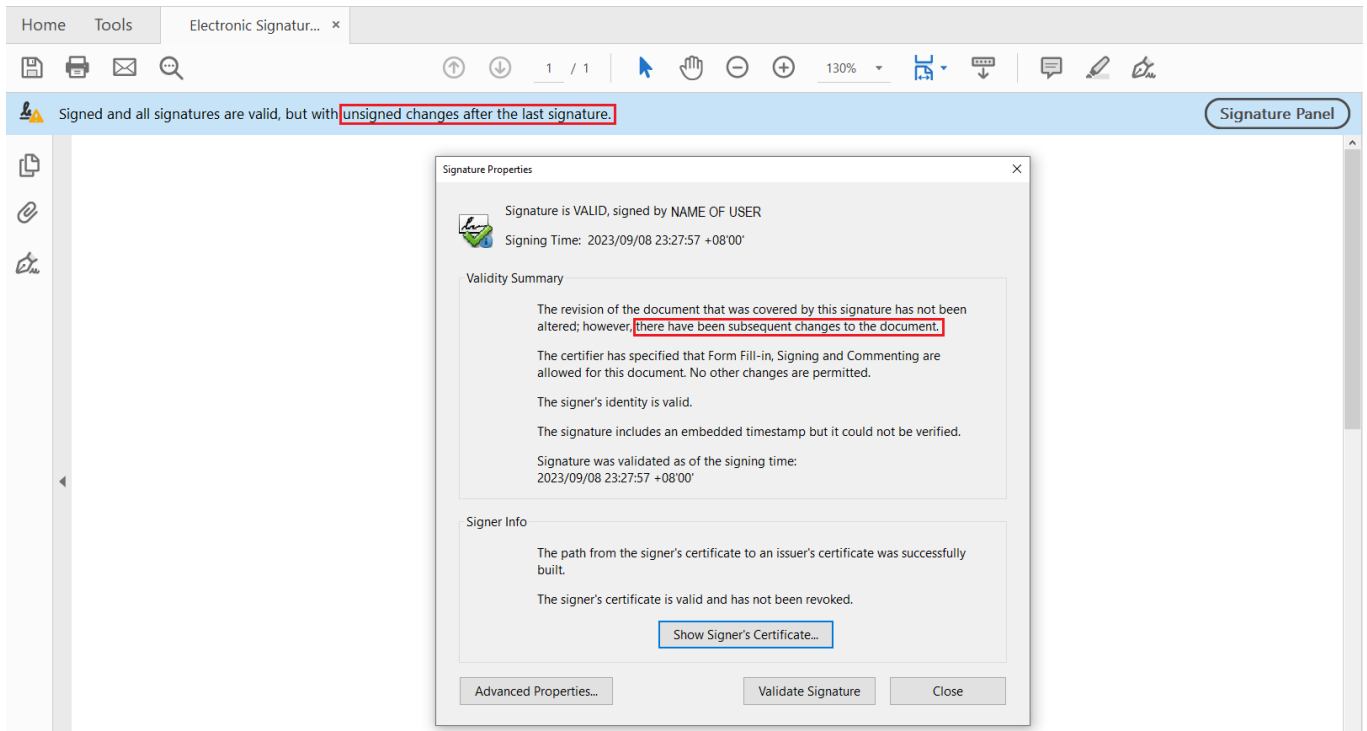 Home Tools Electronic Signatur... ×
1 / 1 130%
Signed and all signatures are valid, but with unsigned changes after the last signature. Signature Panel
Signature Properties
Signature is VALID, signed by NAME OF USER
Signing Time: 2023/09/08 23:27:57 +08'00'
Validity Summary
The revision of the document that was covered by this signature has not been
altered; however, there have been subsequent changes to the document.
The certifier has specified that Form Fill-in, Signing and Commenting are
allowed for this document. No other changes are permitted.
The signer's identity is valid.
The signature includes an embedded timestamp but it could not be verified.
Signature was validated as of the signing time:
2023/09/08 23:27:57 +08'00'
Signer Info
The path from the signer's certificate to an issuer's certificate was successfully
built.
The signer's certificate is valid and has not been revoked.
Show Signer's Certificate...
Advanced Properties... Validate Signature Close